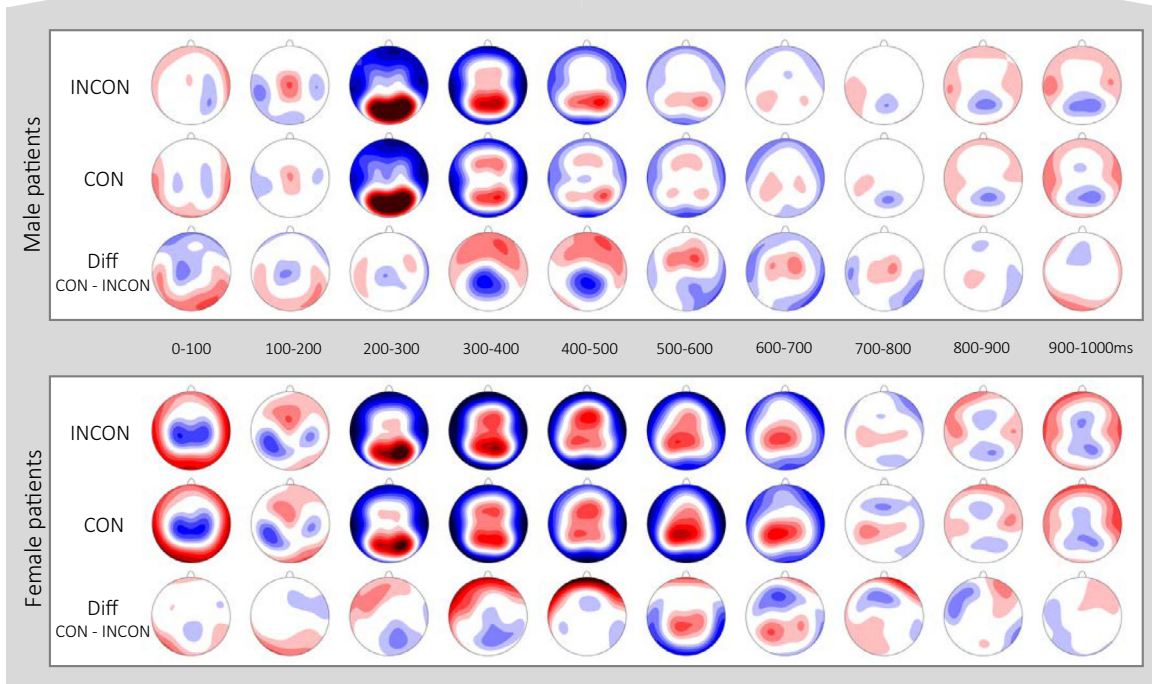 Male patients
INCON
CON
Diff
CON - INCON
0-100 100-200 200-300 300-400 400-500 500-600 600-700 700-800 800-900 900-1000ms
Female patients
INCON
CON
Diff
CON - INCON